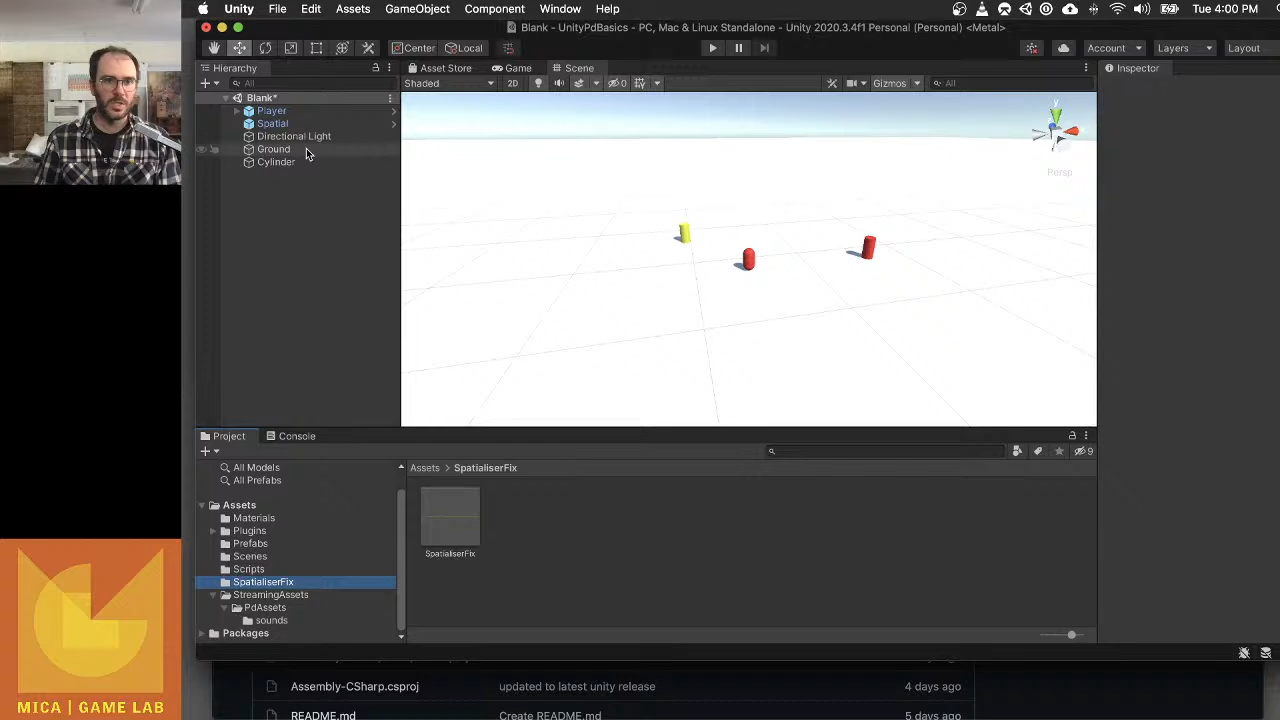 Unity File Edit Assets GameObject Component Window Help Tue 4:00 PM
Blank - UnityPdBasics - PC, Mac & Linux Standalone - Unity 2020.3.4f1 Personal (Personal) <Metal>
Center Local Account Layers Layout
Hierarchy Asset Store Game Scene Inspector
All Shaded 2D 0 Gizmos All
Blank*
Player
Spatial
Directional Light
Ground
Cylinder
y
Persp
Project Console
9
All Models
All Prefabs
Assets > SpatialiserFix
Assets
Materials
Plugins
Prefabs
Scenes
Scripts
SpatialiserFix
StreamingAssets
PdAssets
sounds
Packages
SpatialiserFix
Assembly-CSharp.csproj updated to latest unity release 4 days ago
README.md Create README.md 5 days ago
MICA | GAME LAB